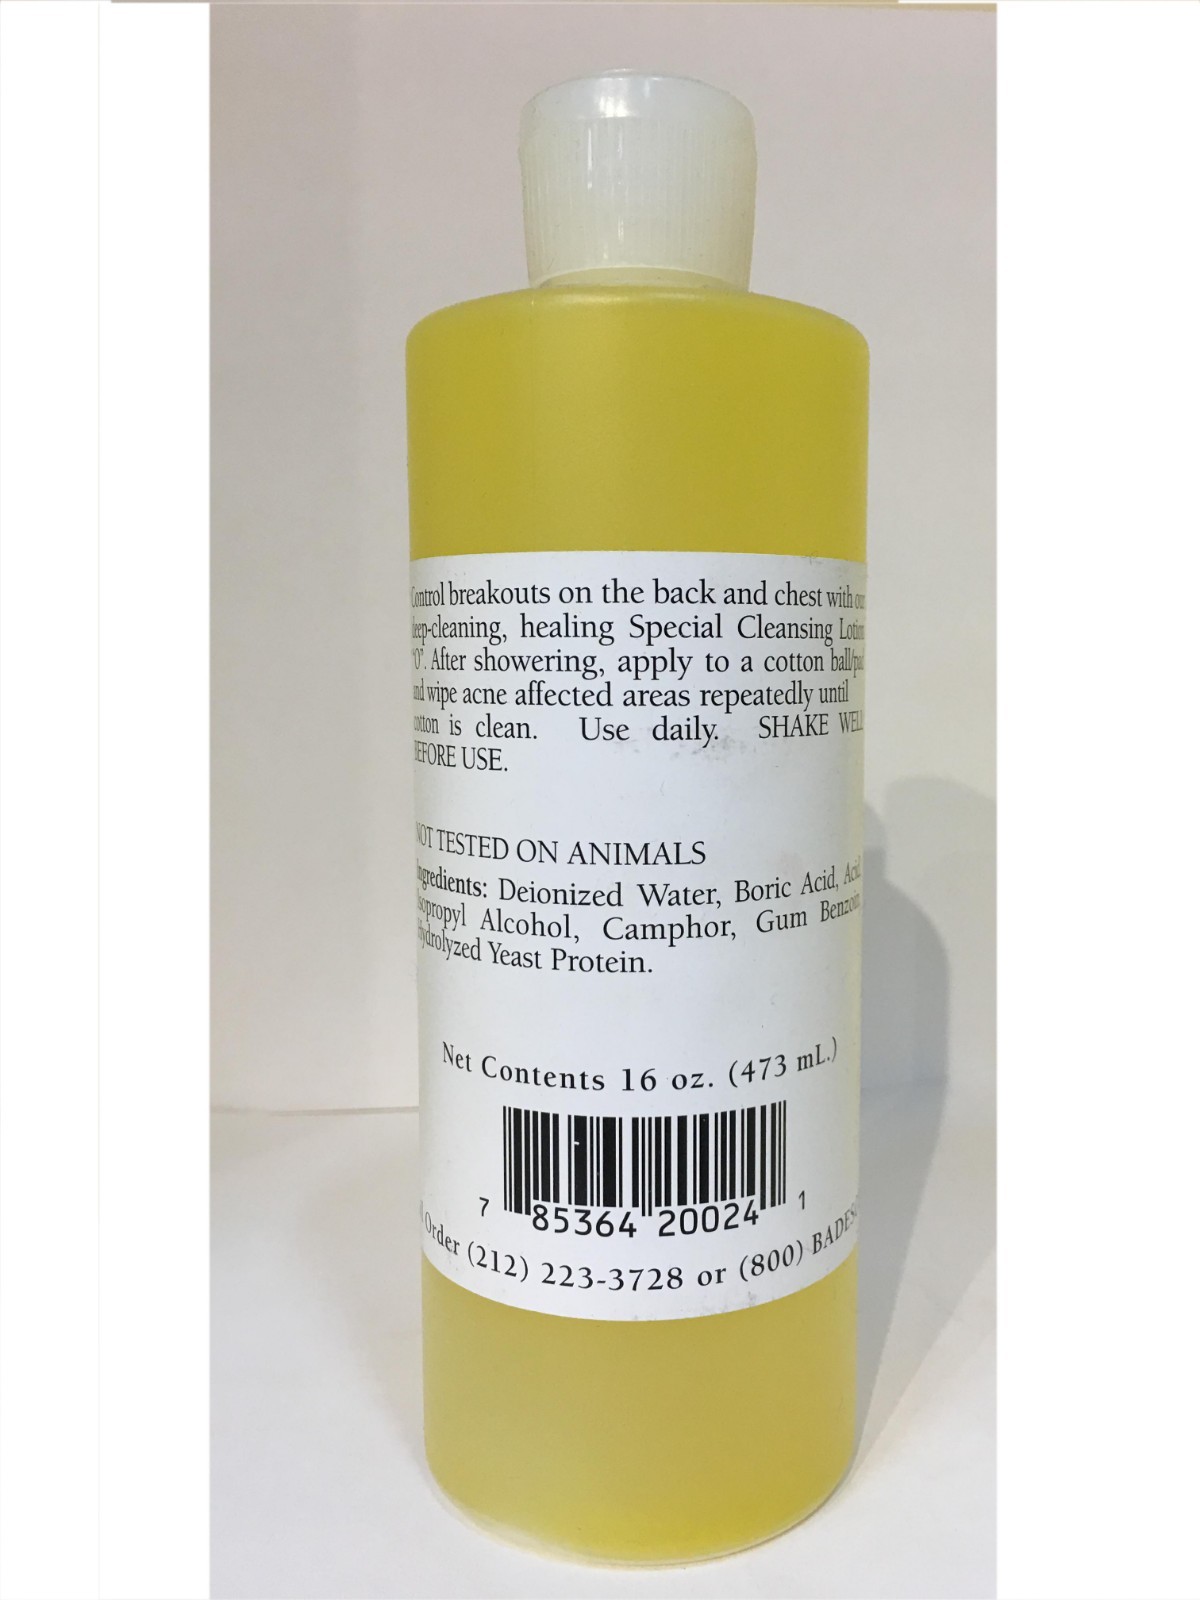 Control breakouts on the back and chest with our
deep-cleaning, healing Special Cleansing Lotion
"O". After showering, apply to a cotton ball/pad
and wipe acne affected areas repeatedly until
cotton is clean. Use daily. SHAKE WELL
BEFORE USE.
NOT TESTED ON ANIMALS
Ingredients: Deionized Water, Boric Acid,
Isopropyl Alcohol, Camphor, Gum Benzoin,
Hydrolyzed Yeast Protein.
Net Contents 16 oz. (473 mL.)
7 85364 20024 1
Order (212) 223-3728 or (800)